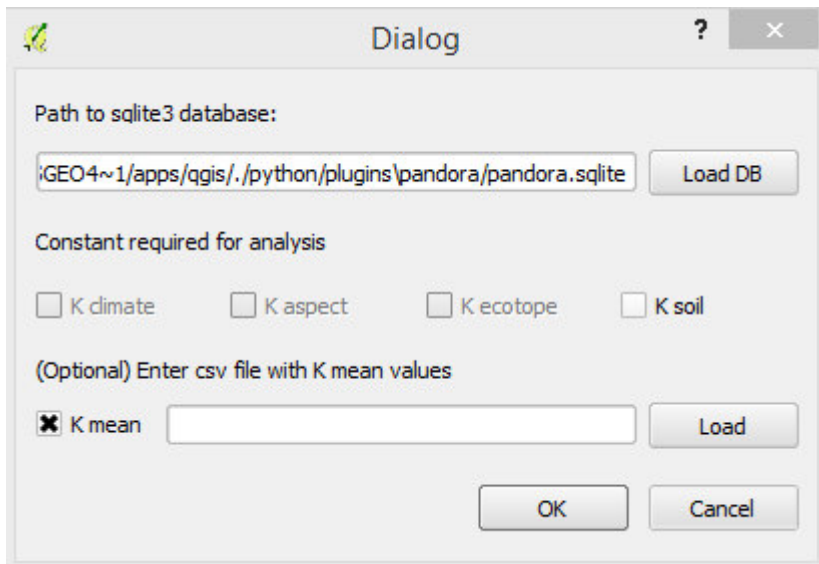 Dialog ?
Path to sqlite3 database:
GEO4~1/apps/qgis/./python/plugins\pandora/pandora.sqlite Load DB
Constant required for analysis
K climate K aspect K ecotope K soil
(Optional) Enter csv file with K mean values
K mean Load
OK Cancel